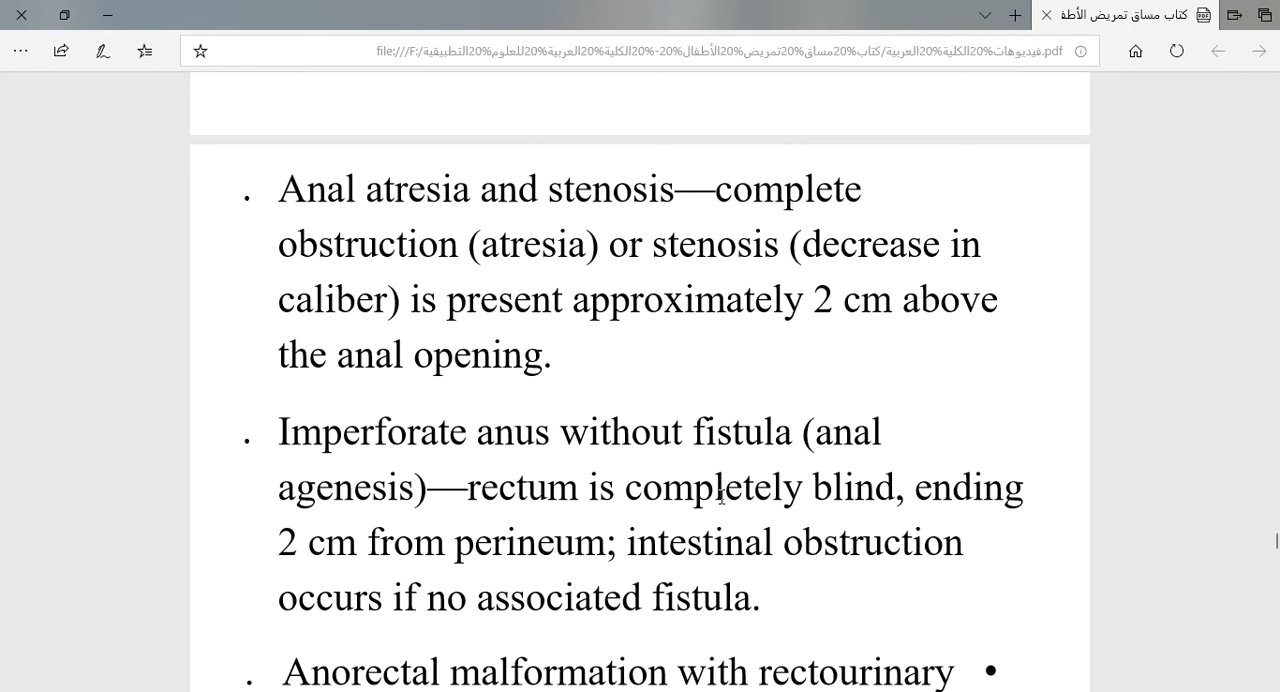 كتاب مساق تمريض الأطف
file:///F:/فيديوهات%20الكلية%20العربية/كتاب%20مساق%20تمريض%20الأطفال%20-%20الكلية%20العربية%20للعلوم%20التطبيقية.pdf
. Anal atresia and stenosis—complete
obstruction (atresia) or stenosis (decrease in
caliber) is present approximately 2 cm above
the anal opening.
. Imperforate anus without fistula (anal
agenesis)—rectum is completely blind, ending
2 cm from perineum; intestinal obstruction
occurs if no associated fistula.
. Anorectal malformation with rectourinary •